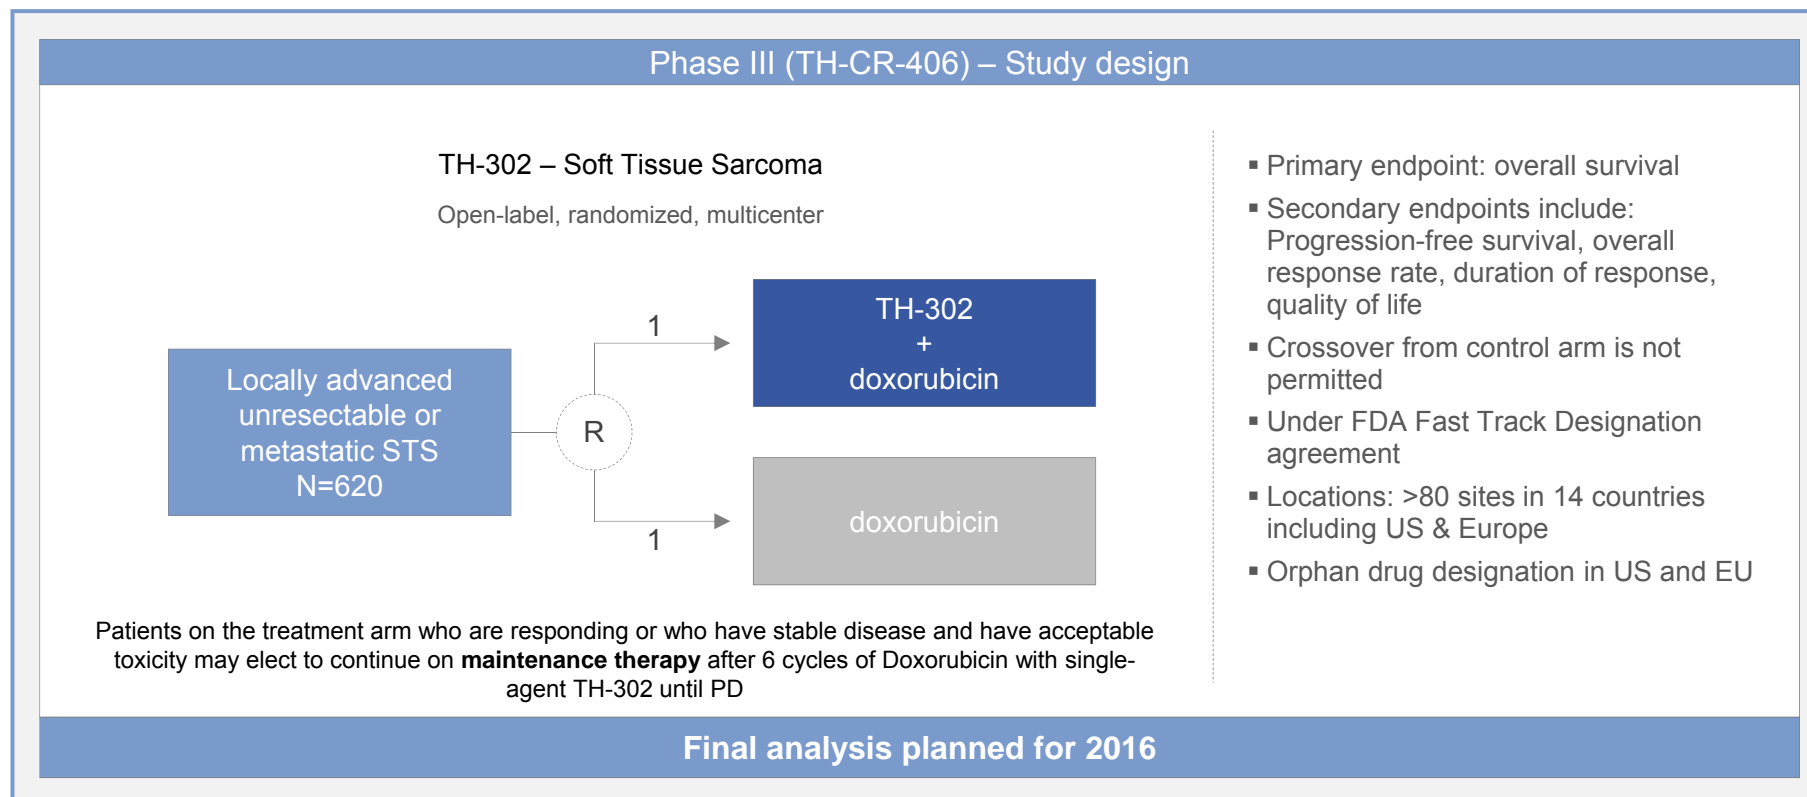 Phase III (TH-CR-406) – Study design
TH-302 – Soft Tissue Sarcoma
Open-label, randomized, multicenter
Locally advanced
unresectable or
metastatic STS
N=620
R
1
TH-302
+
doxorubicin
1
doxorubicin
Patients on the treatment arm who are responding or who have stable disease and have acceptable
toxicity may elect to continue on maintenance therapy after 6 cycles of Doxorubicin with single-
agent TH-302 until PD
▪ Primary endpoint: overall survival
▪ Secondary endpoints include:
Progression-free survival, overall
response rate, duration of response,
quality of life
▪ Crossover from control arm is not
permitted
▪ Under FDA Fast Track Designation
agreement
▪ Locations: >80 sites in 14 countries
including US & Europe
▪ Orphan drug designation in US and EU
Final analysis planned for 2016